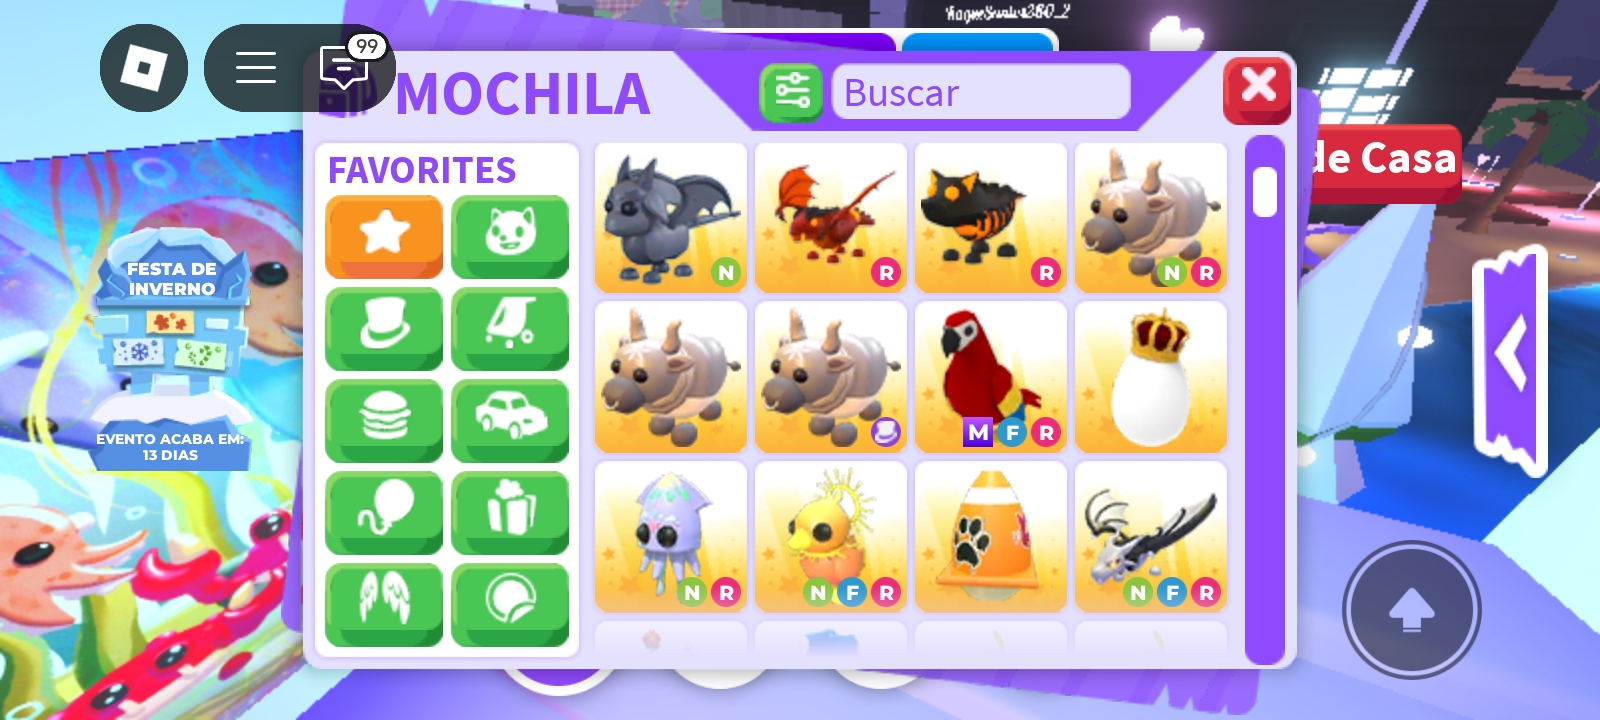 99
MOCHILA
Buscar
de Casa
FAVORITES
FESTA DE
INVERNO
EVENTO ACABA EM:
13 DIAS
N
R
R
N R
M F R
N R
N F R
N F R